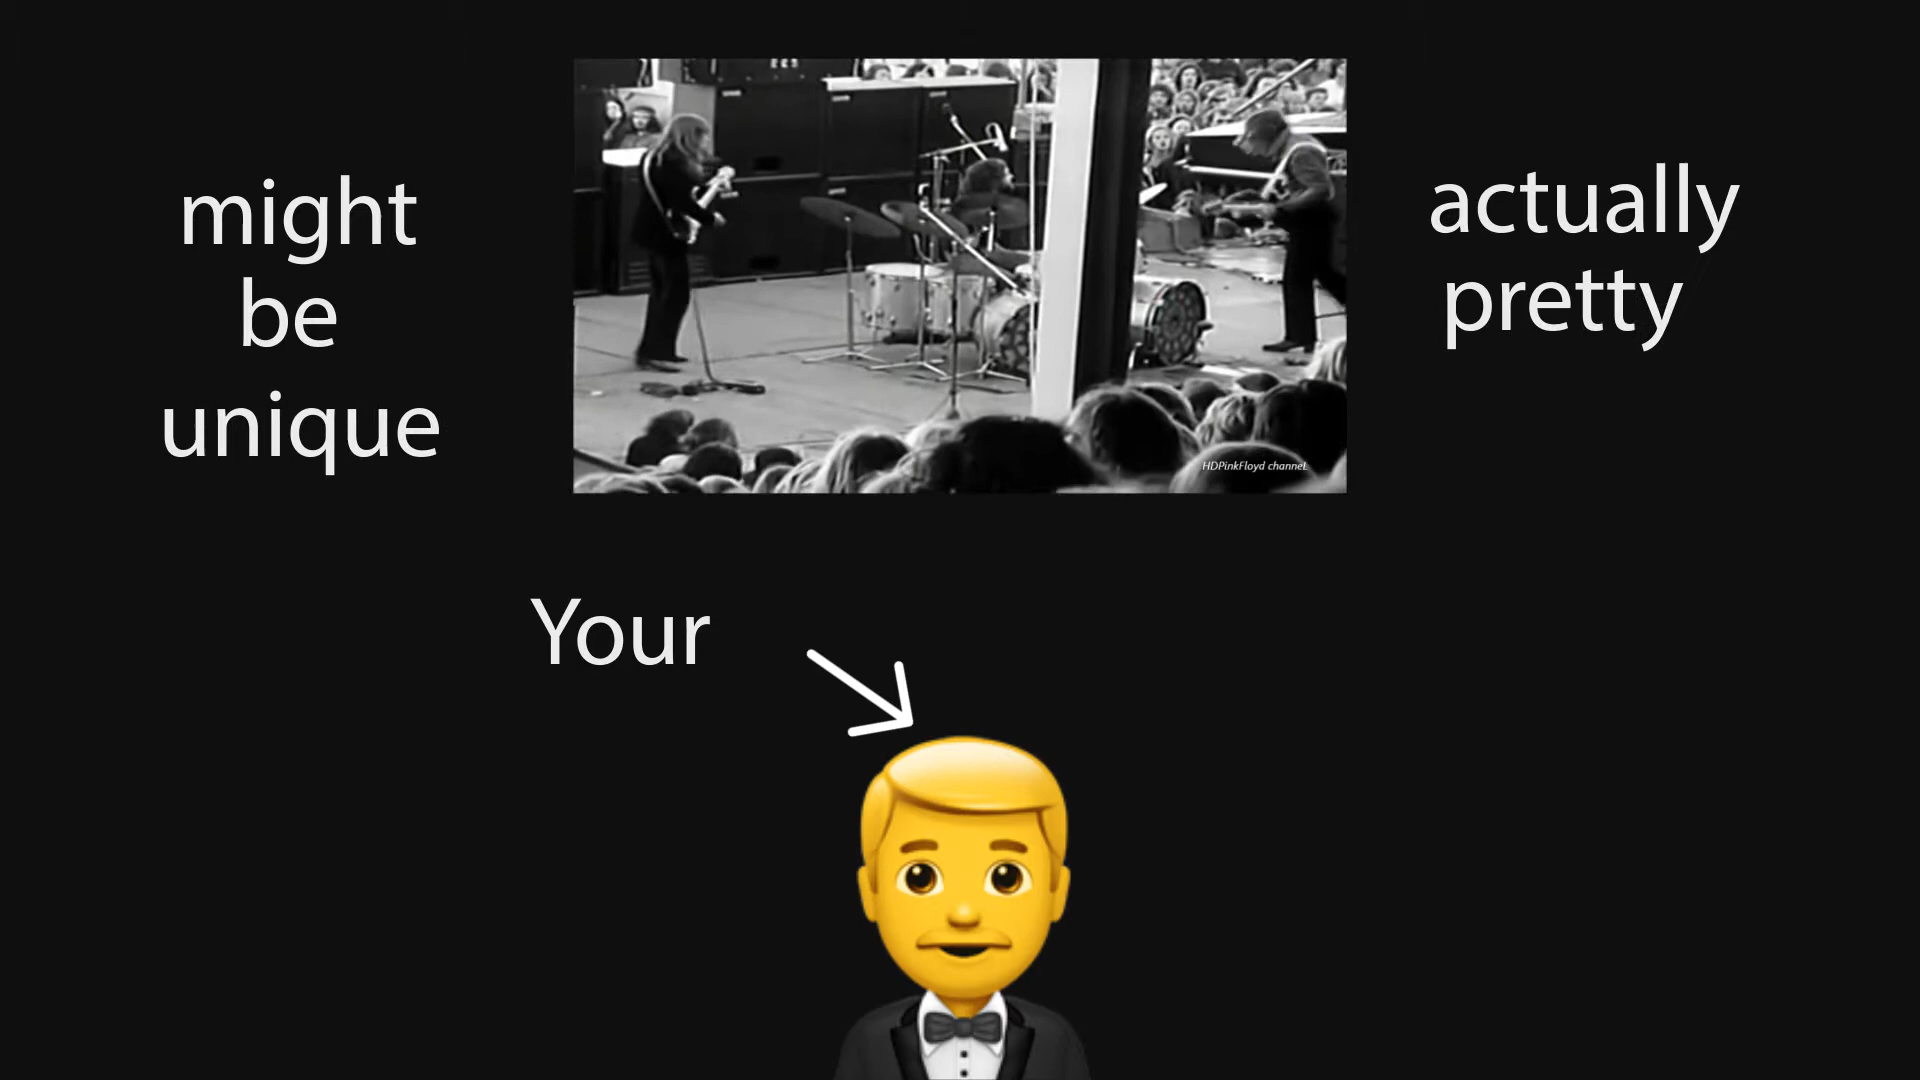 might
be
unique
actually
pretty
HDPinkFloyd channel
Your